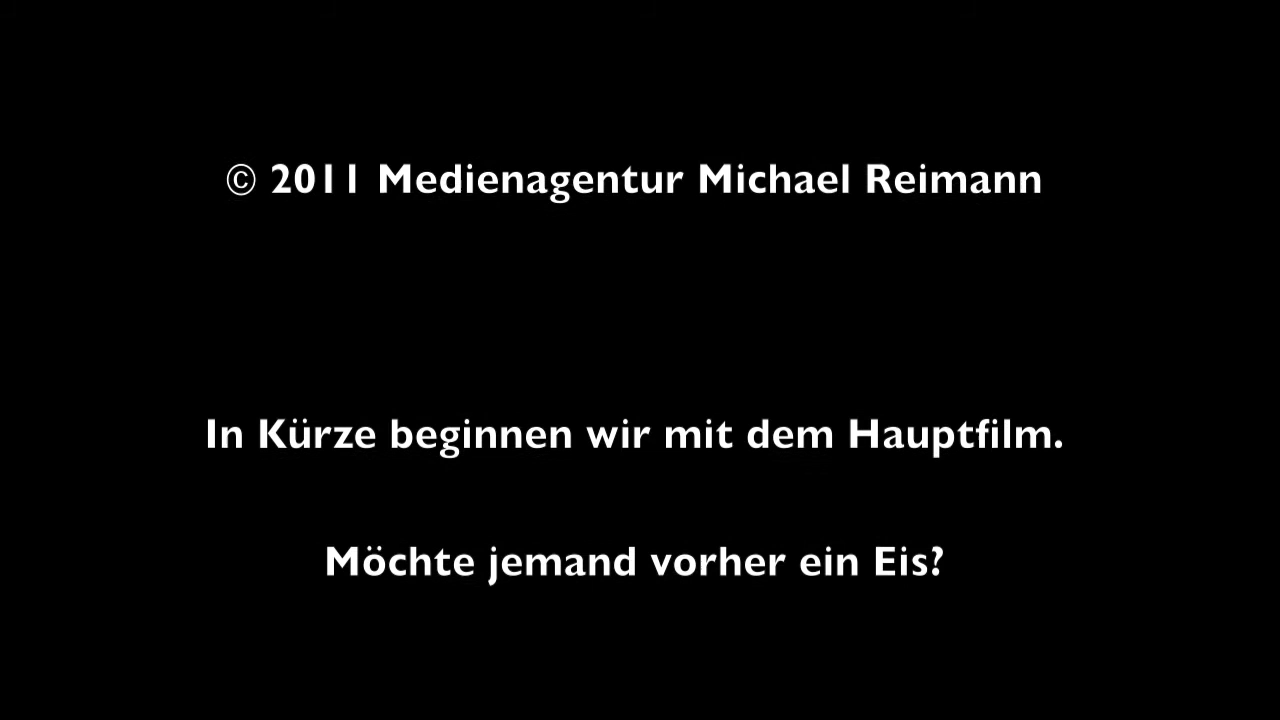 © 2011 Medienagentur Michael Reimann
In Kürze beginnen wir mit dem Hauptfilm.
Möchte jemand vorher ein Eis?